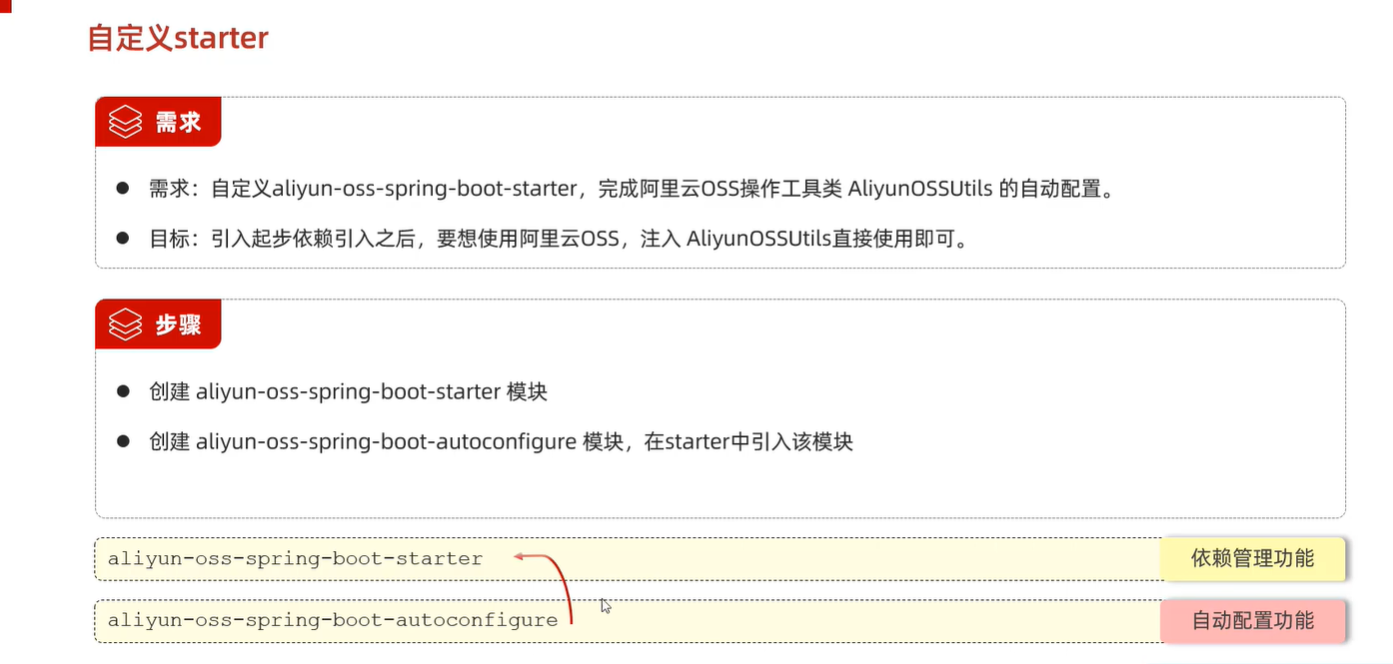 自定义starter
需求
需求：自定义aliyun-oss-spring-boot-starter，完成阿里云OSS操作工具类 AliyunOSSUtils 的自动配置。
目标：引入起步依赖引入之后，要想使用阿里云OSS，注入 AliyunOSSUtils直接使用即可。
步骤
创建 aliyun-oss-spring-boot-starter 模块
创建 aliyun-oss-spring-boot-autoconfigure 模块，在starter中引入该模块
aliyun-oss-spring-boot-starter 依赖管理功能
aliyun-oss-spring-boot-autoconfigure 自动配置功能